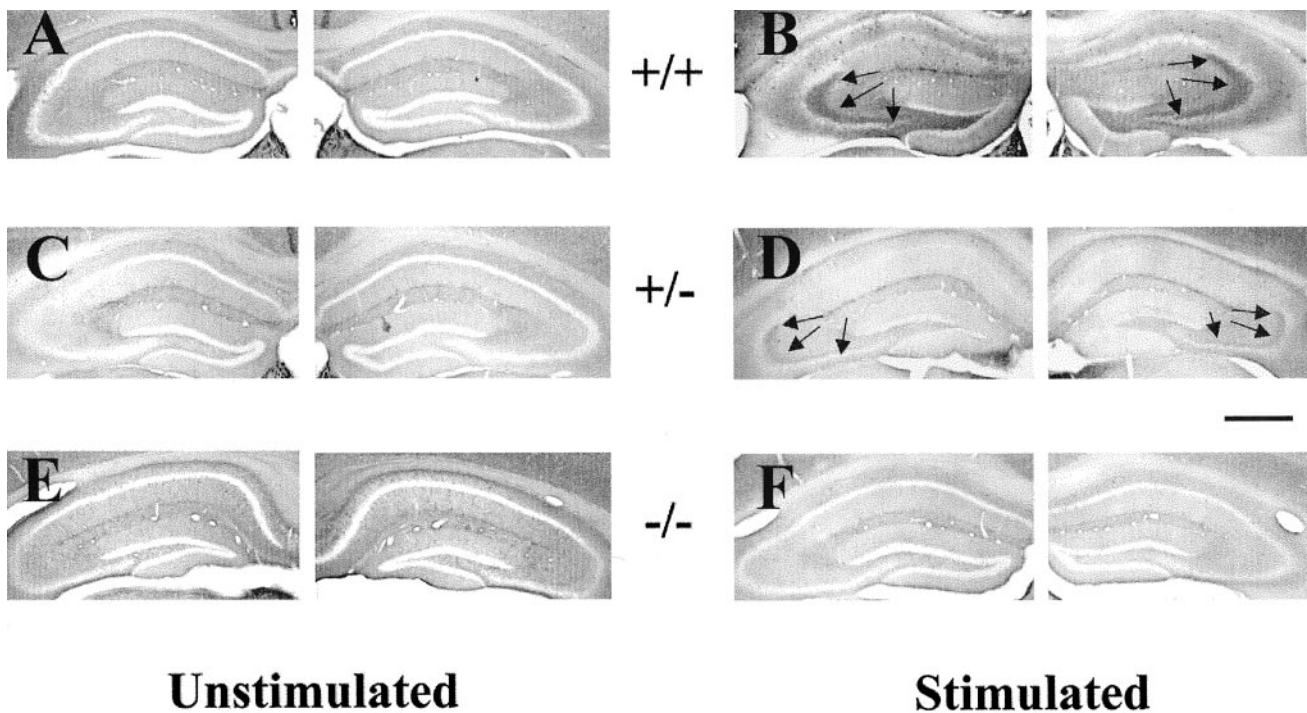 A
+/+
B
C
+/-
D
E
-/-
F
Unstimulated
Stimulated